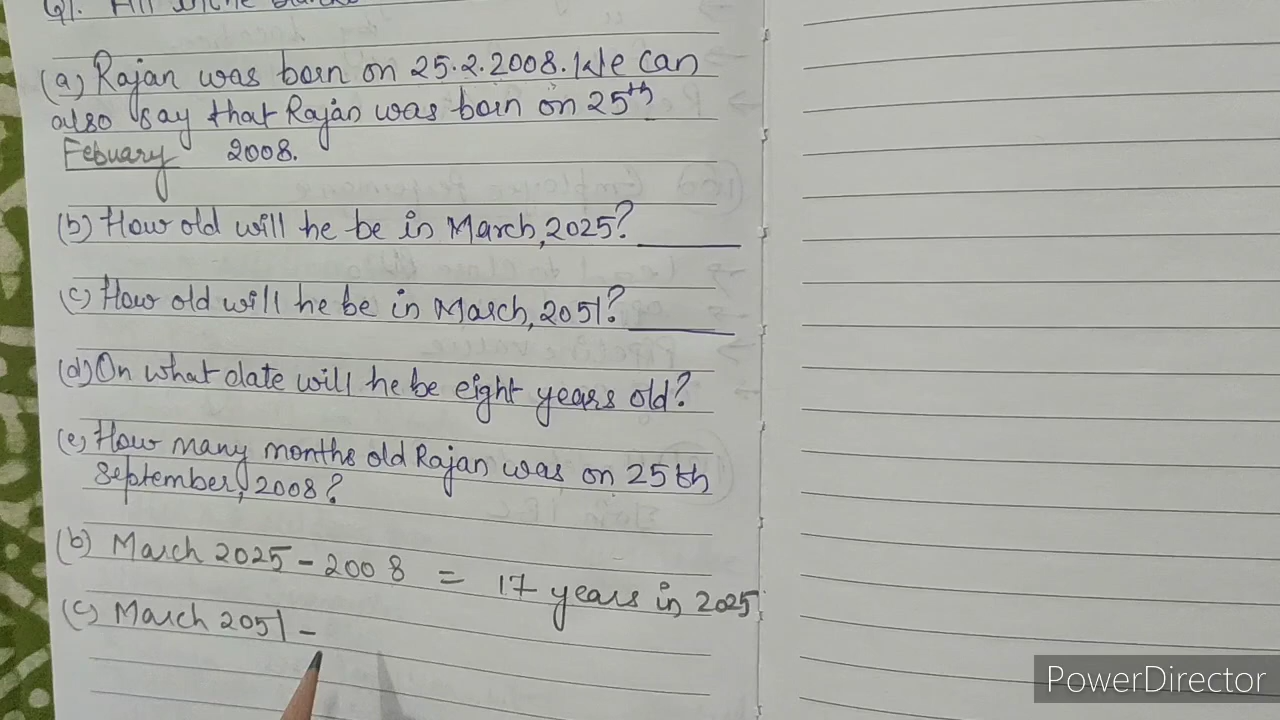 (a) Rajan was born on 25.2.2008. We can
also say that Rajan was born on 25th
Febuary 2008.
(b) How old will he be in March, 2025?
(c) How old will he be in March, 2051?
(d) On what date will he be eight years old?
(e) How many months old Rajan was on 25th
September, 2008?
(b) March 2025 - 2008 = 17 years in 2025
(c) March 2051 -
PowerDirector